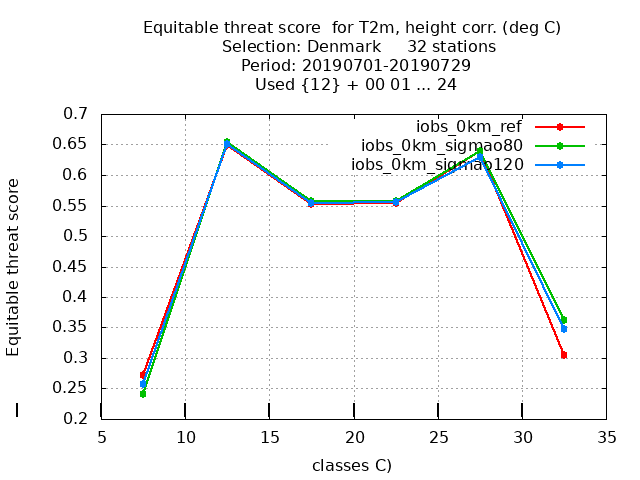 Equitable threat score  for T2m, height corr. (deg C)
Selection: Denmark     32 stations
Period: 20190701-20190729
Used {12} + 00 01 ... 24
iobs_0km_ref
iobs_0km_sigmao80
iobs_0km_sigmao120
0.7
0.65
0.6
0.55
0.5
0.45
0.4
0.35
0.3
0.25
0.2
5
10
15
20
25
30
35
Equitable threat score
classes C)